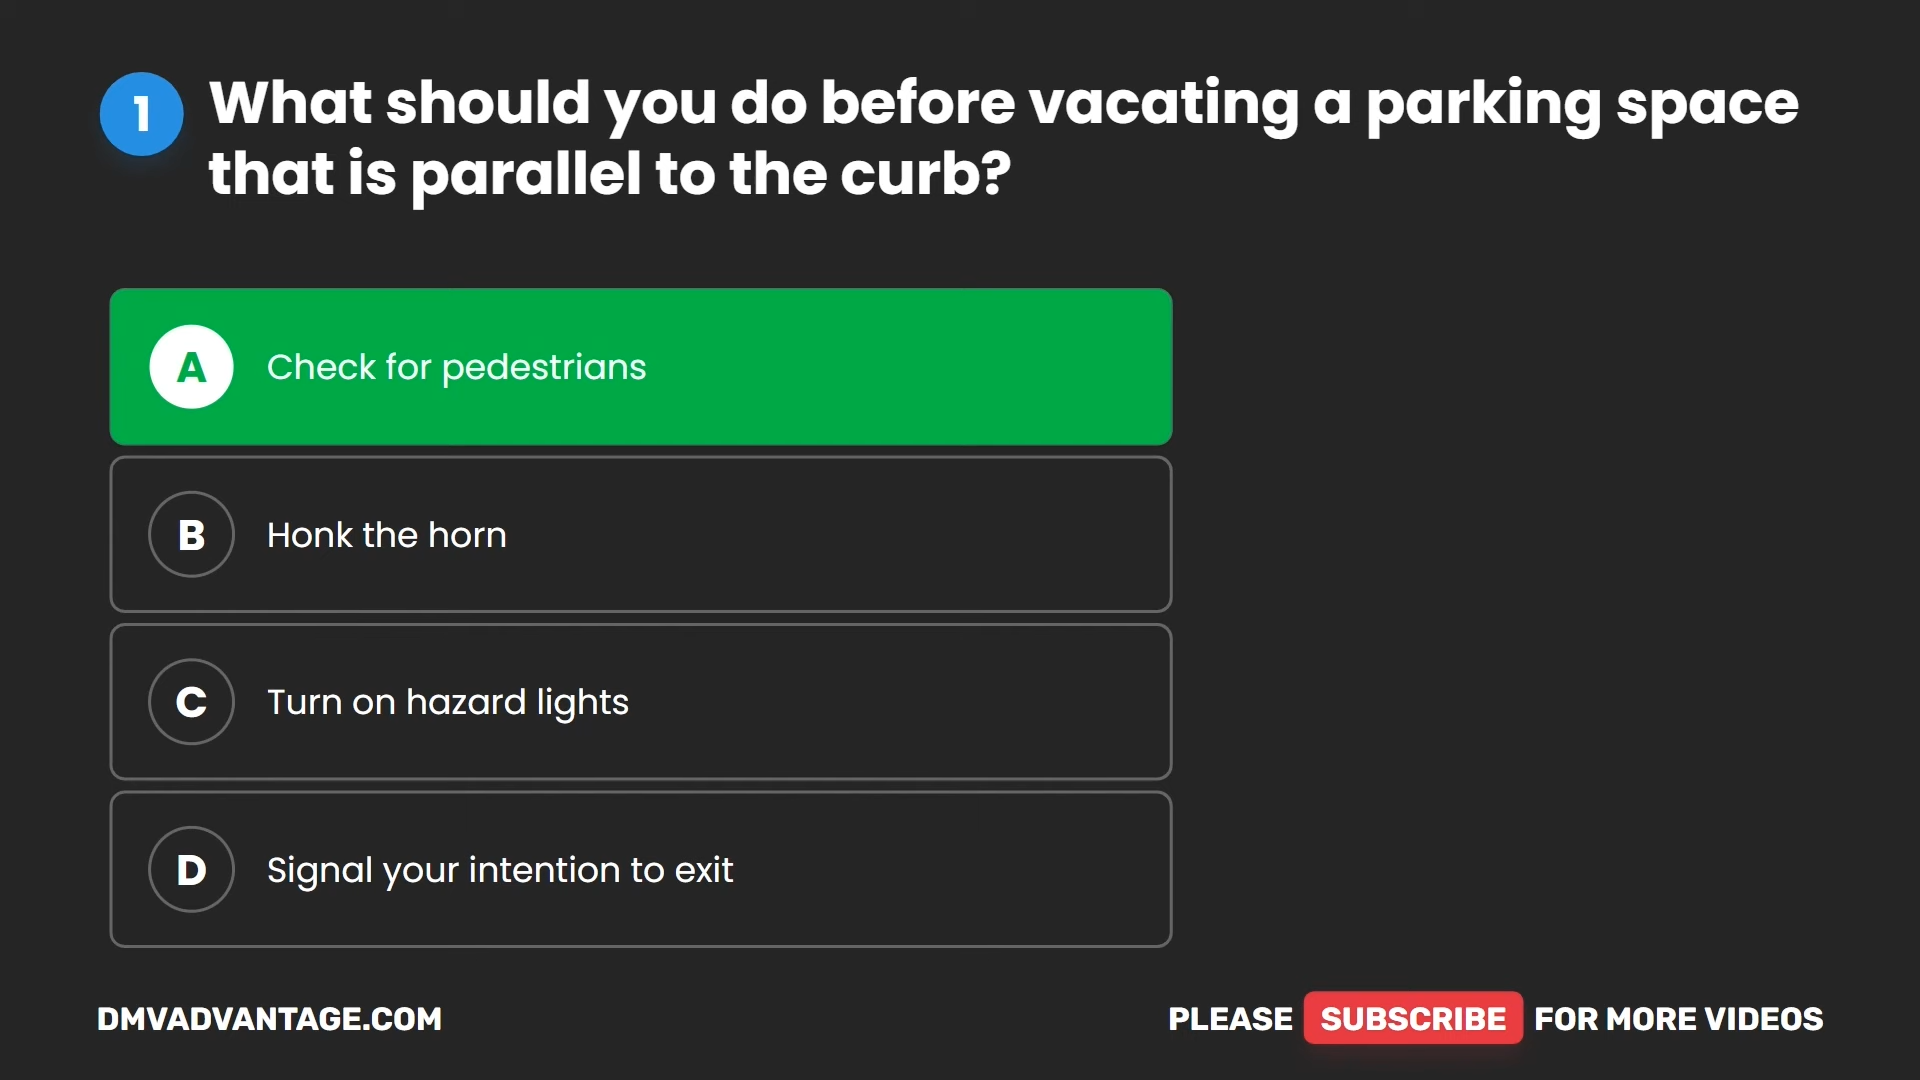 1
What should you do before vacating a parking space
that is parallel to the curb?
A
Check for pedestrians
B
Honk the horn
C
Turn on hazard lights
D
Signal your intention to exit
DMVADVANTAGE.COM
PLEASE SUBSCRIBE FOR MORE VIDEOS